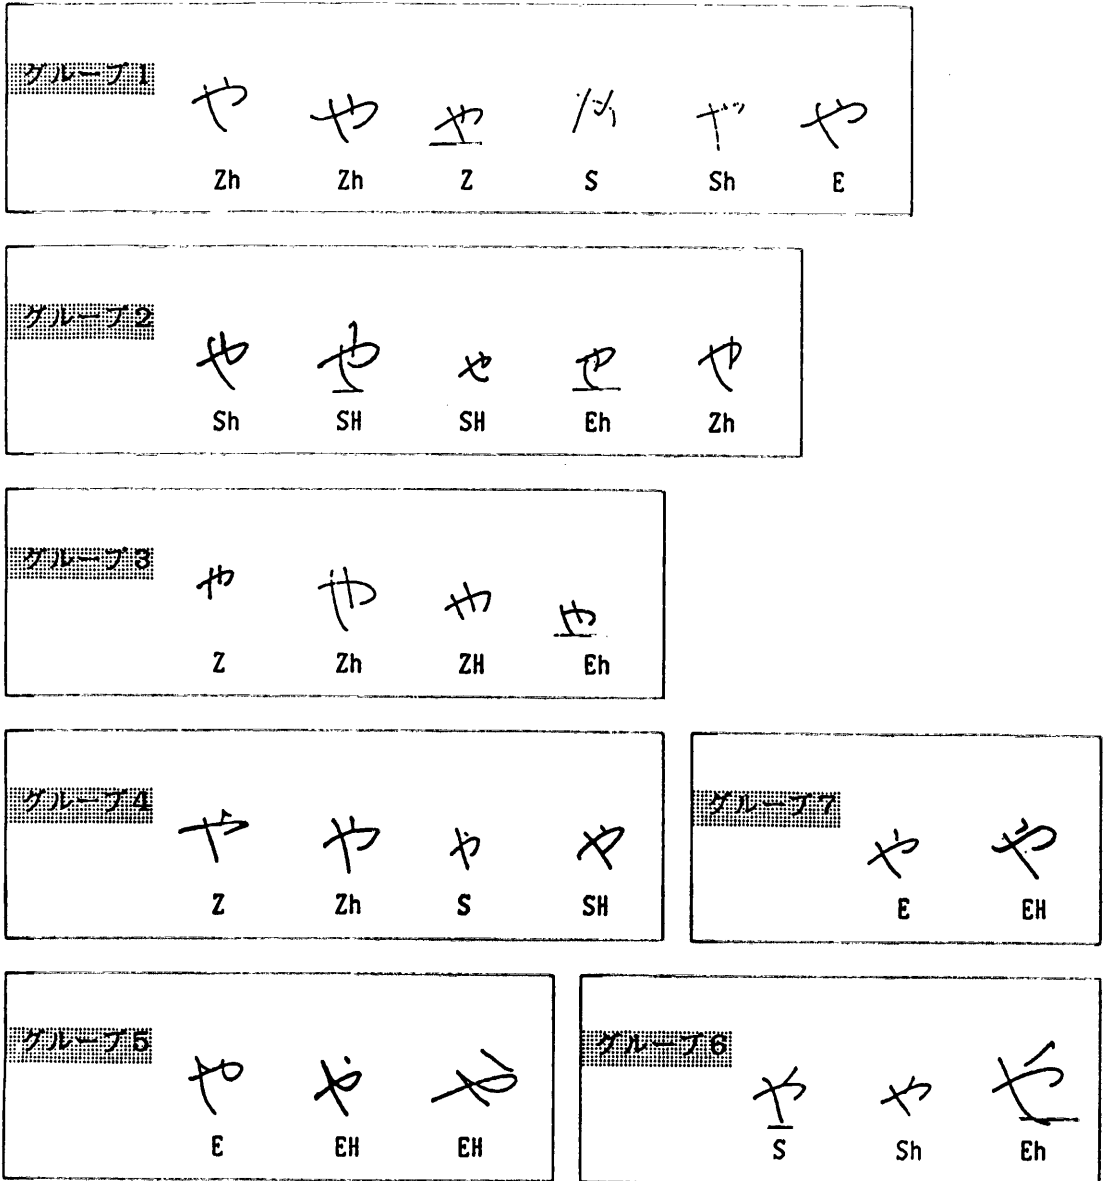 グループ1
や や や や や
Zh Zh Z S Sh E
グループ2
や や や や や
Sh SH SH Eh Zh
グループ3
や や や や
Z Zh ZH Eh
グループ4
や や や や
Z Zh S SH
グループ7
や や
E EH
グループ5
や や や
E EH EH
グループ6
や や や
S Sh Eh